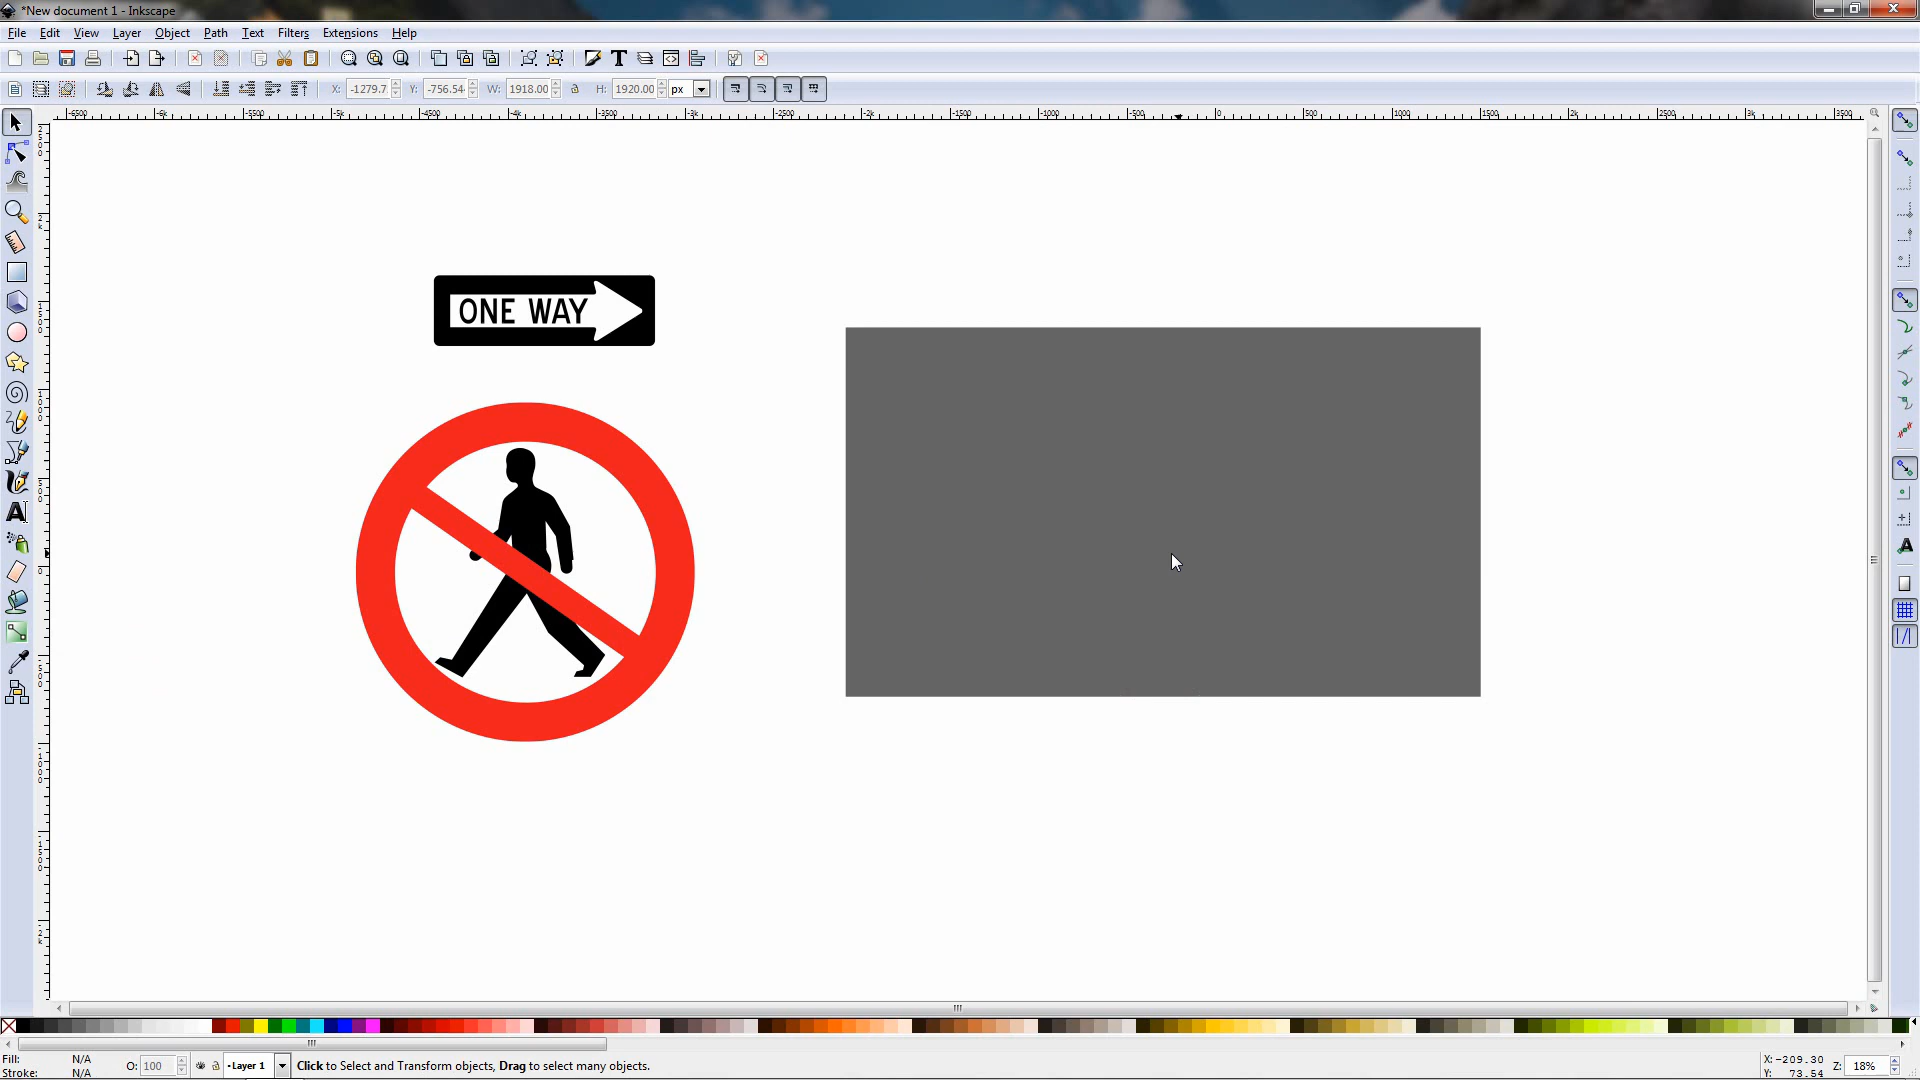 *New document 1 - Inkscape
File Edit View Layer Object Path Text Filters Extensions Help
X: -1279.7 Y: -756.54 W: 1918.00 H: 1920.00 px
ONE WAY
Fill: N/A O: 100 Layer 1 Click to Select and Transform objects, Drag to select many objects. X: -209.30 Z: 18%
Stroke: N/A Y: 73.54